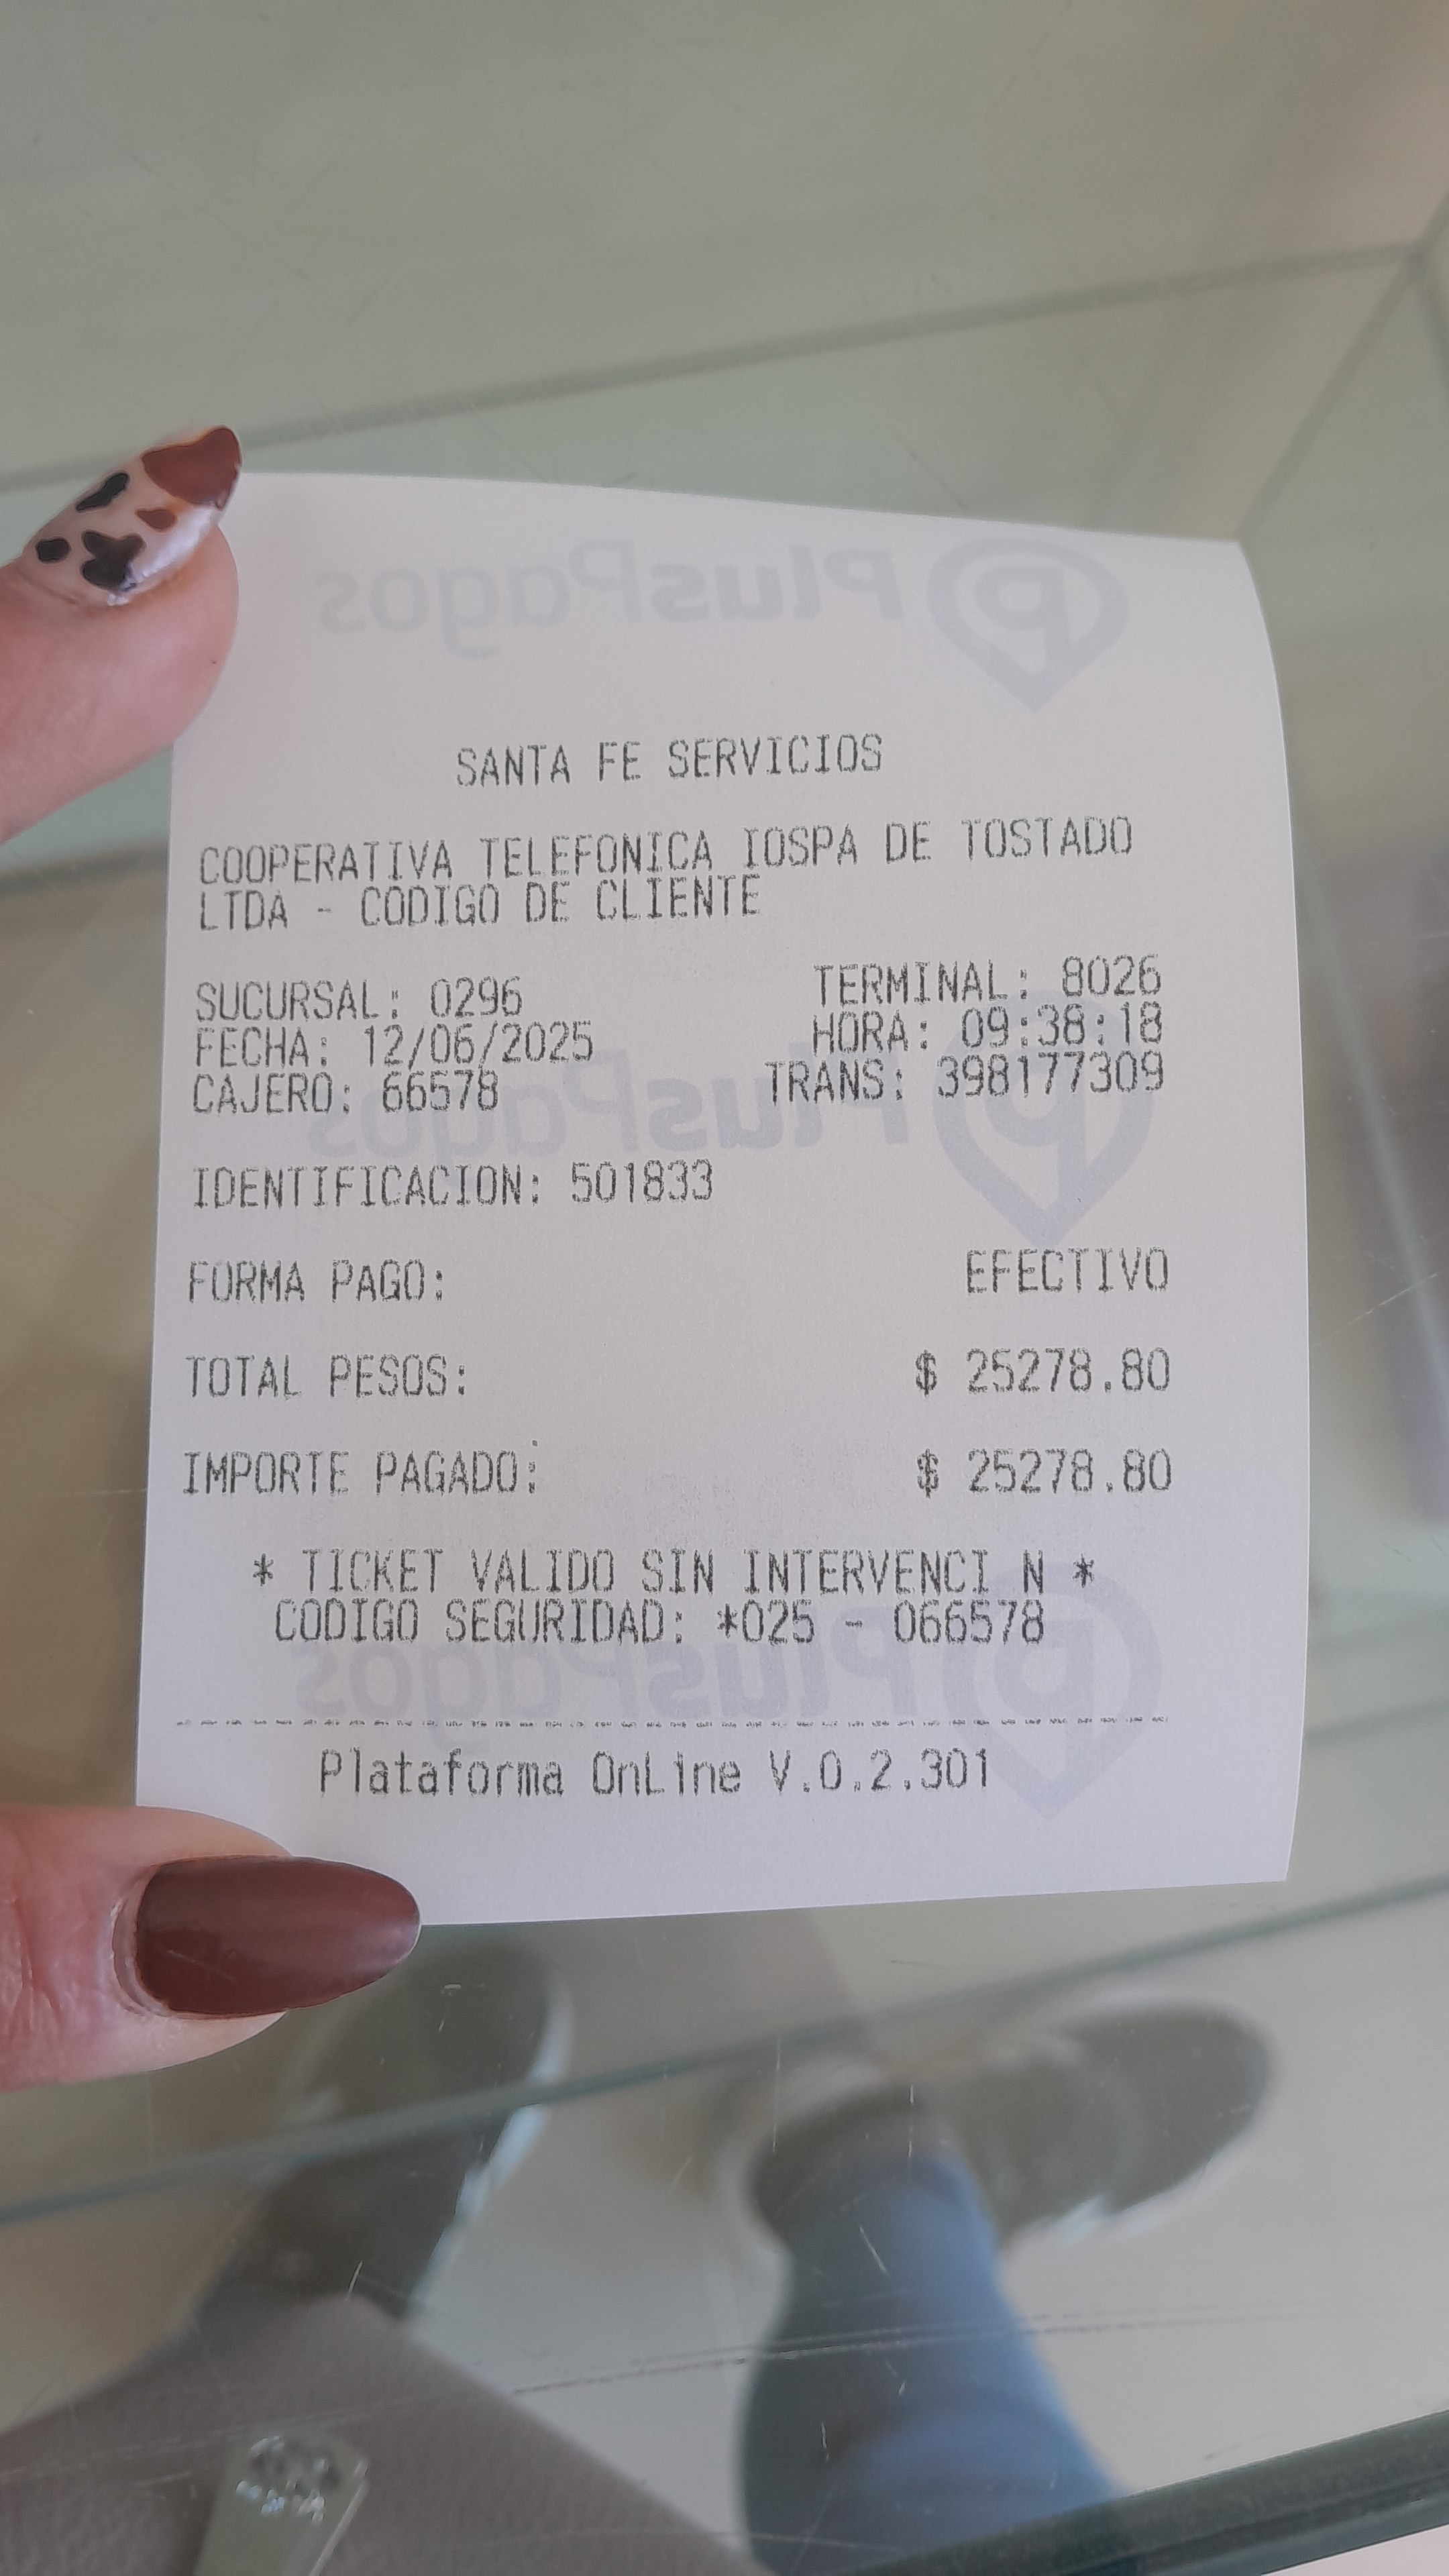 PlusPagos
SANTA FE SERVICIOS
COOPERATIVA TELEFONICA IOSPA DE TOSTADO
LTDA - CODIGO DE CLIENTE
SUCURSAL: 0296 TERMINAL: 8026
FECHA: 12/06/2025 HORA: 09:38:18
CAJERO: 66578 TRANS: 398177309
PlusPagos
IDENTIFICACION: 501833
FORMA PAGO: EFECTIVO
TOTAL PESOS: $ 25278.80
IMPORTE PAGADO: $ 25278.80
* TICKET VALIDO SIN INTERVENCI N *
CODIGO SEGURIDAD: *025 - 066578
PlusPagos
Plataforma OnLine V.0.2.301